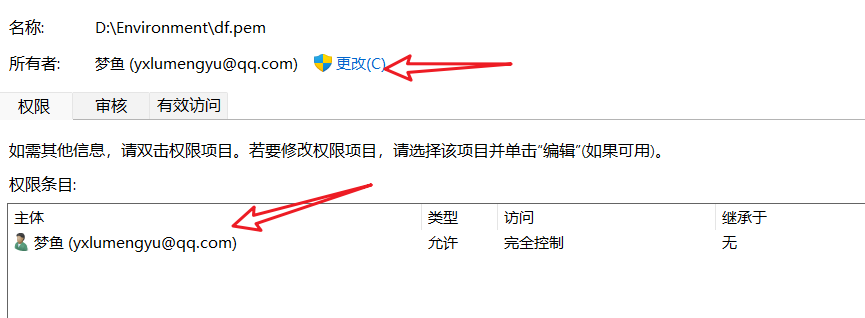 名称: D:\Environment\df.pem
所有者: 梦鱼 (yxlumengyu@qq.com) 更改(C)
权限 审核 有效访问
如需其他信息，请双击权限项目。若要修改权限项目，请选择该项目并单击“编辑”(如果可用)。
权限条目:
主体 类型 访问 继承于
梦鱼 (yxlumengyu@qq.com) 允许 完全控制 无